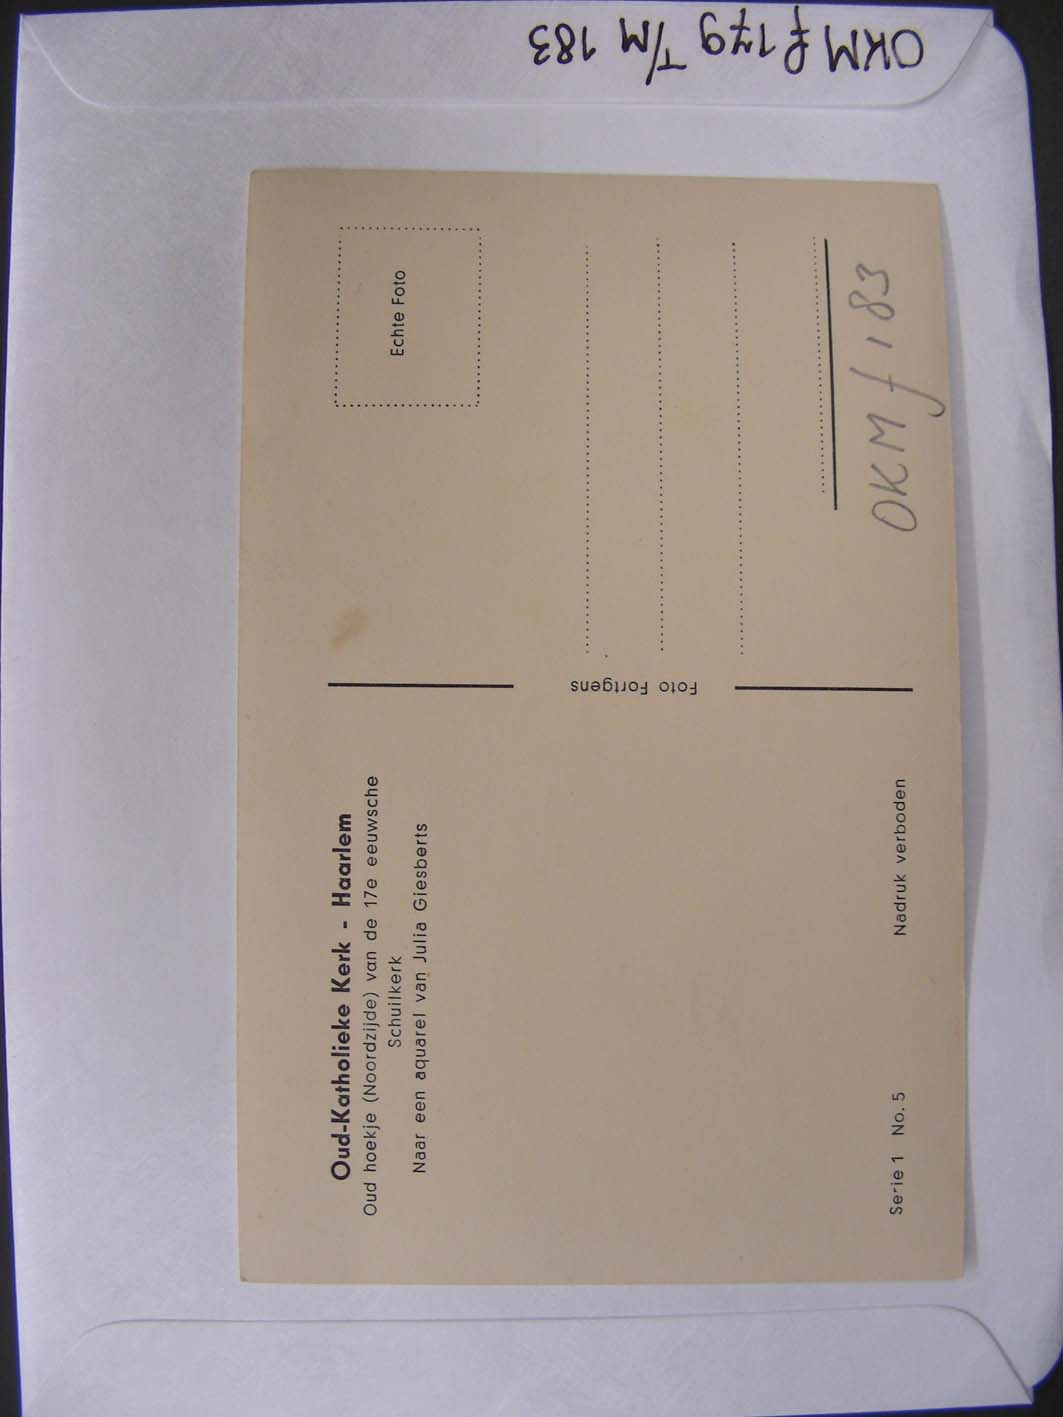 OKM f 179 T/M 183
Oud-Katholieke Kerk - Haarlem
Oud hoekje (Noordzijde) van de 17e eeuwsche
Schuilkerk
Naar een aquarel van Julia Giesberts
Serie 1 No. 5
Nadruk verboden
Foto Fortgens
Echte Foto
OKM f 183